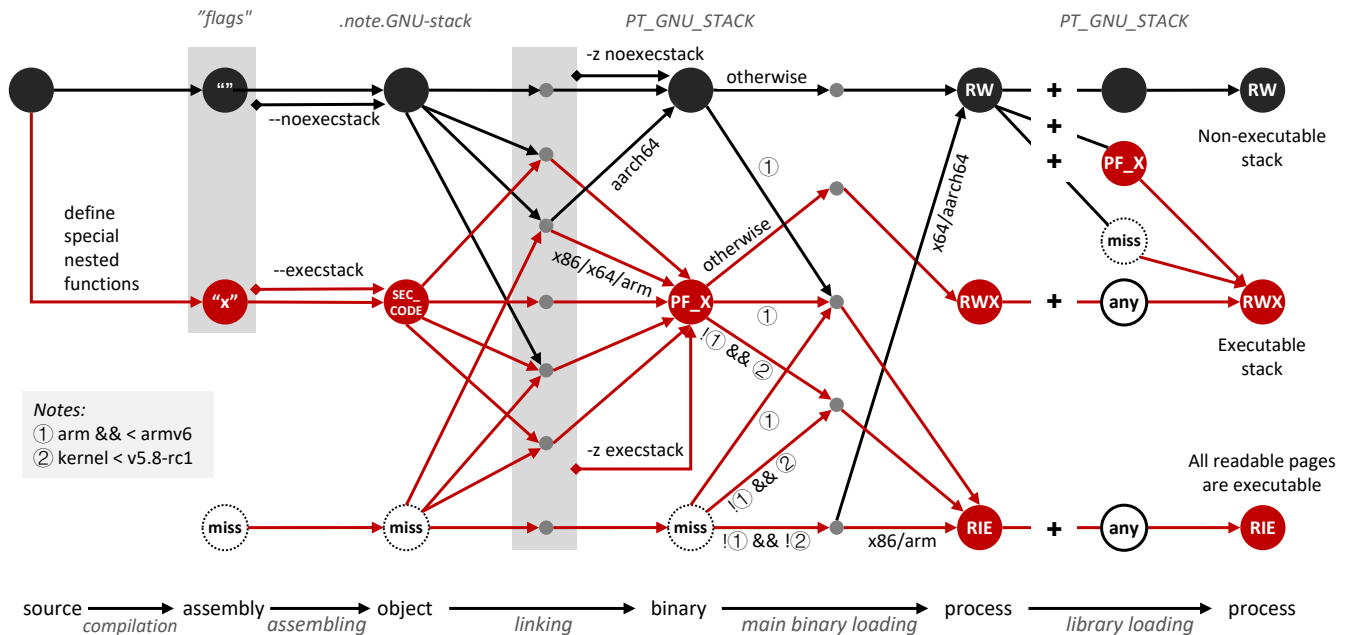 "flags"
.note.GNU-stack
PT_GNU_STACK
PT_GNU_STACK
-z noexecstack
otherwise
“”
RW
+
RW
--noexecstack
+
Non-executable
stack
aarch64
①
+
PF_X
x64/aarch64
define
special
nested
functions
otherwise
miss
--execstack
x86/x64/arm
“x”
SEC_
CODE
PF_X
①
RWX
+
any
RWX
!① && ②
Executable
stack
Notes:
① arm && < armv6
② kernel < v5.8-rc1
①
-z execstack
!① && ②
All readable pages
are executable
miss
miss
miss
!① && !②
x86/arm
RIE
+
any
RIE
source
compilation
assembly
assembling
object
linking
binary
main binary loading
process
library loading
process